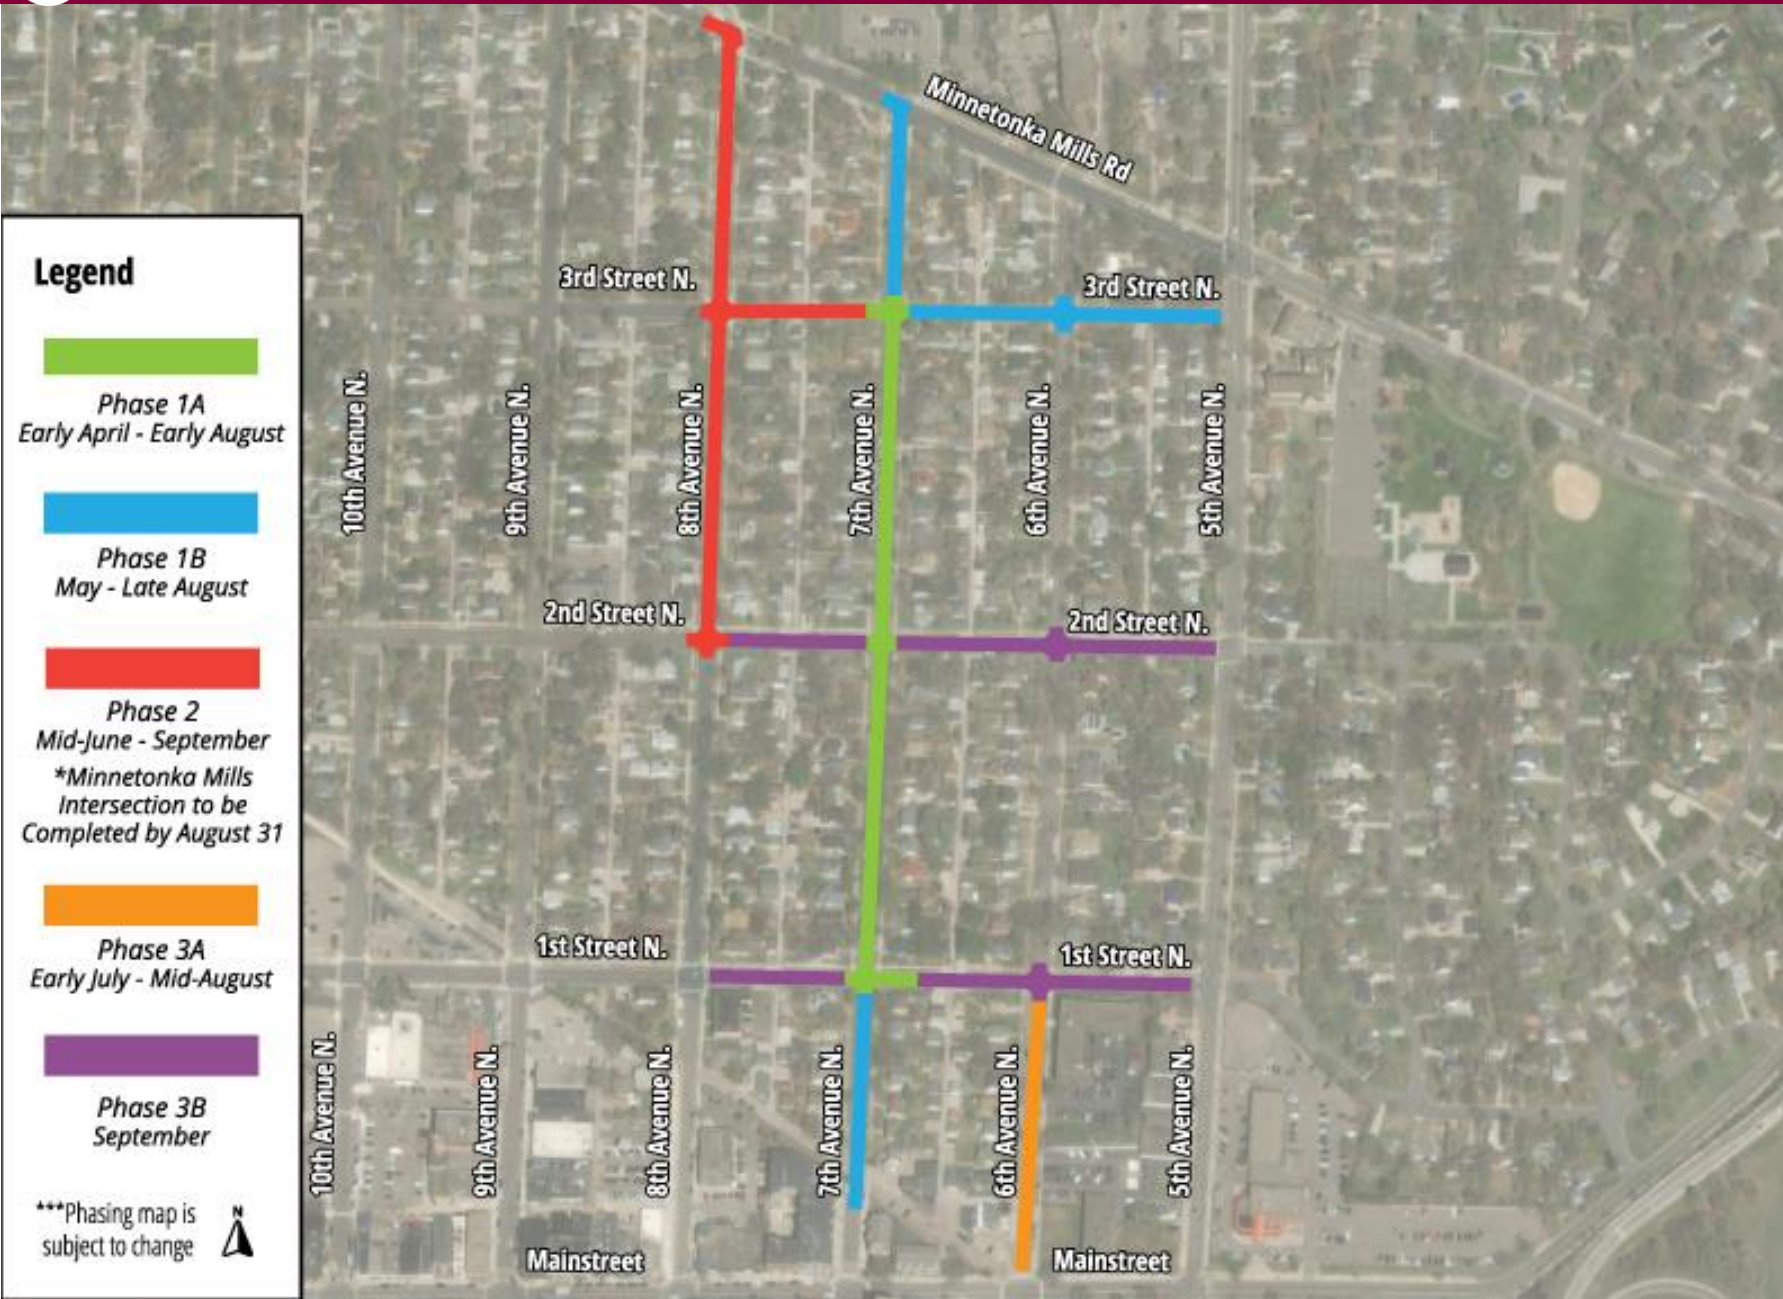 Minnetonka Mills Rd
3rd Street N.
3rd Street N.
10th Avenue N.
9th Avenue N.
8th Avenue N.
7th Avenue N.
6th Avenue N.
5th Avenue N.
2nd Street N.
2nd Street N.
1st Street N.
1st Street N.
10th Avenue N.
9th Avenue N.
8th Avenue N.
7th Avenue N.
6th Avenue N.
5th Avenue N.
Mainstreet
Mainstreet
Legend
Phase 1A
Early April - Early August
Phase 1B
May - Late August
Phase 2
Mid-June - September
*Minnetonka Mills
Intersection to be
Completed by August 31
Phase 3A
Early July - Mid-August
Phase 3B
September
***Phasing map is
subject to change
N